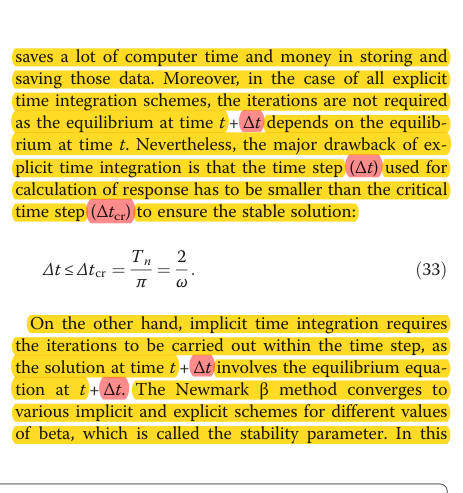 saves a lot of computer time and money in storing and
saving those data. Moreover, in the case of all explicit
time integration schemes, the iterations are not required
as the equilibrium at time t + Δt depends on the equilib-
rium at time t. Nevertheless, the major drawback of ex-
plicit time integration is that the time step (Δt) used for
calculation of response has to be smaller than the critical
time step (Δtcr) to ensure the stable solution:
Δt ≤ Δtcr = Tn/π = 2/ω. (33)
On the other hand, implicit time integration requires
the iterations to be carried out within the time step, as
the solution at time t + Δt involves the equilibrium equa-
tion at t + Δt. The Newmark β method converges to
various implicit and explicit schemes for different values
of beta, which is called the stability parameter. In this